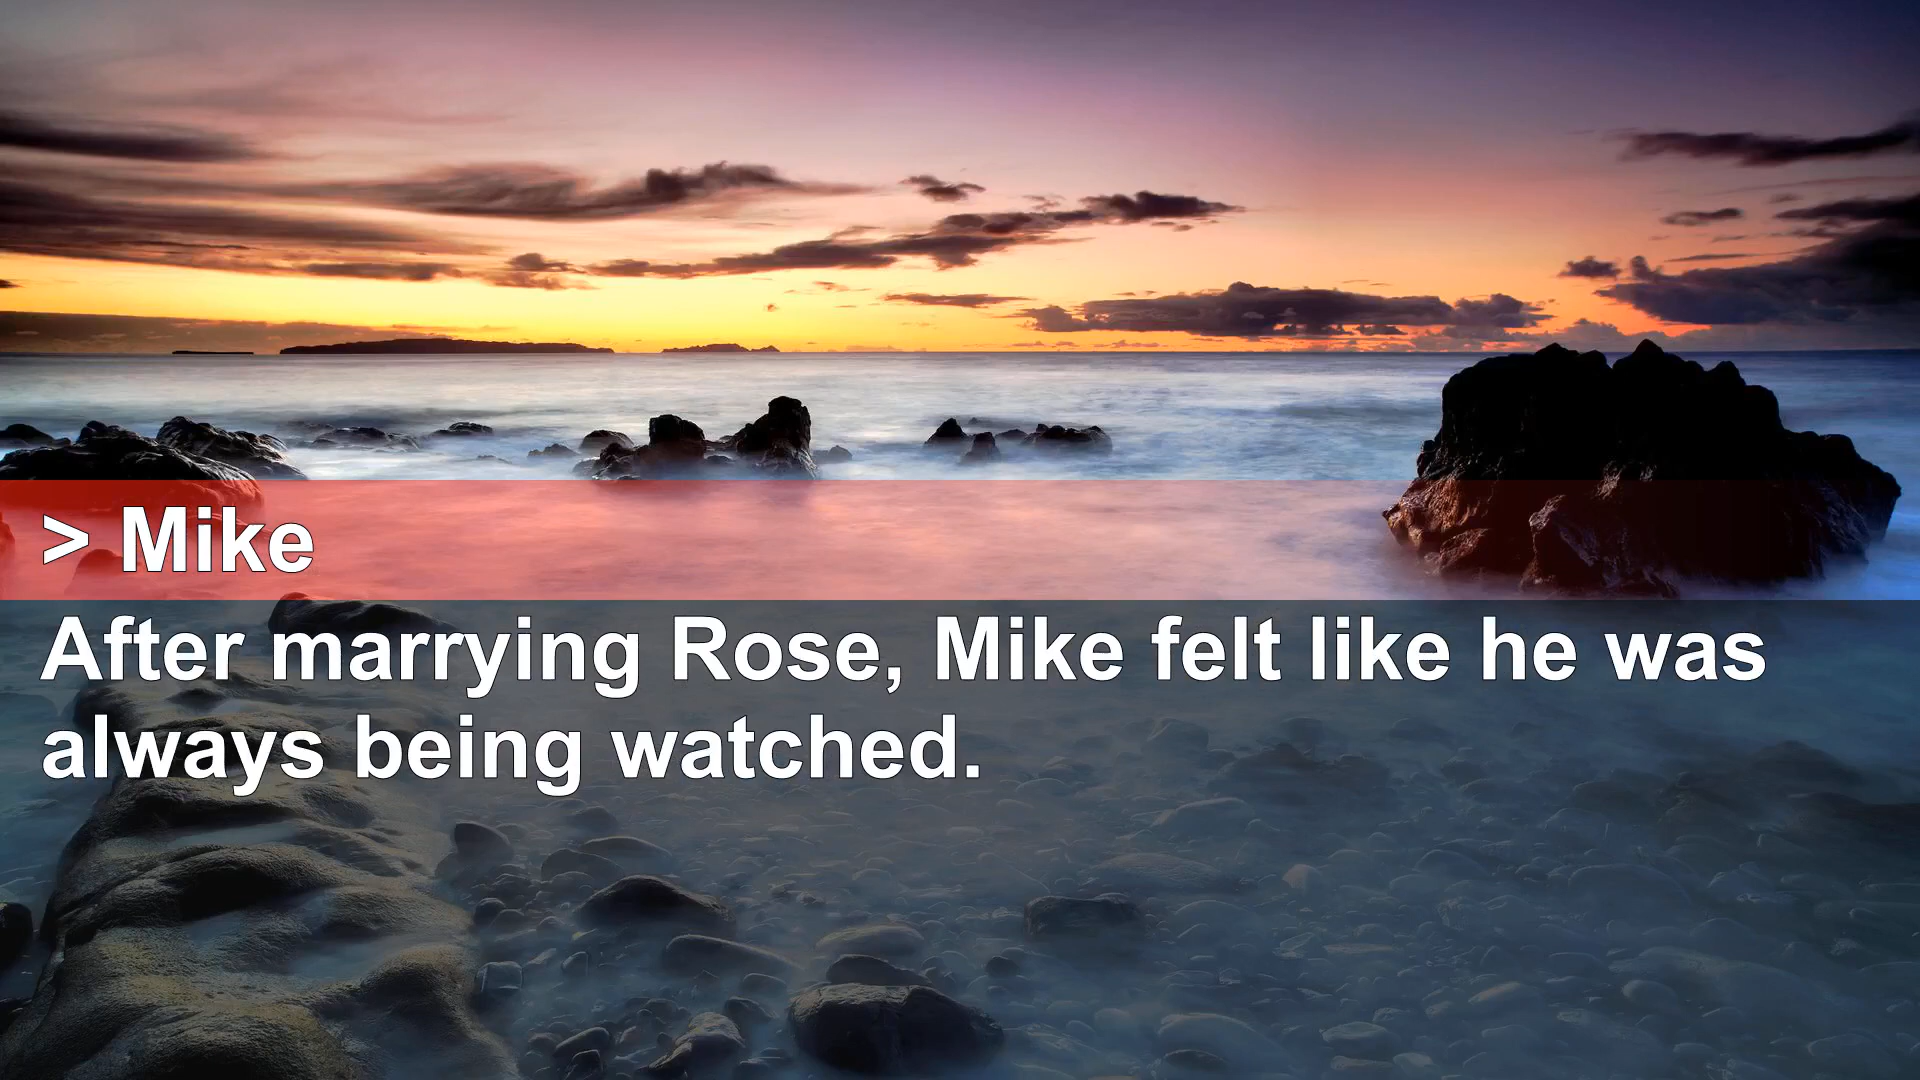 > Mike
After marrying Rose, Mike felt like he was
always being watched.